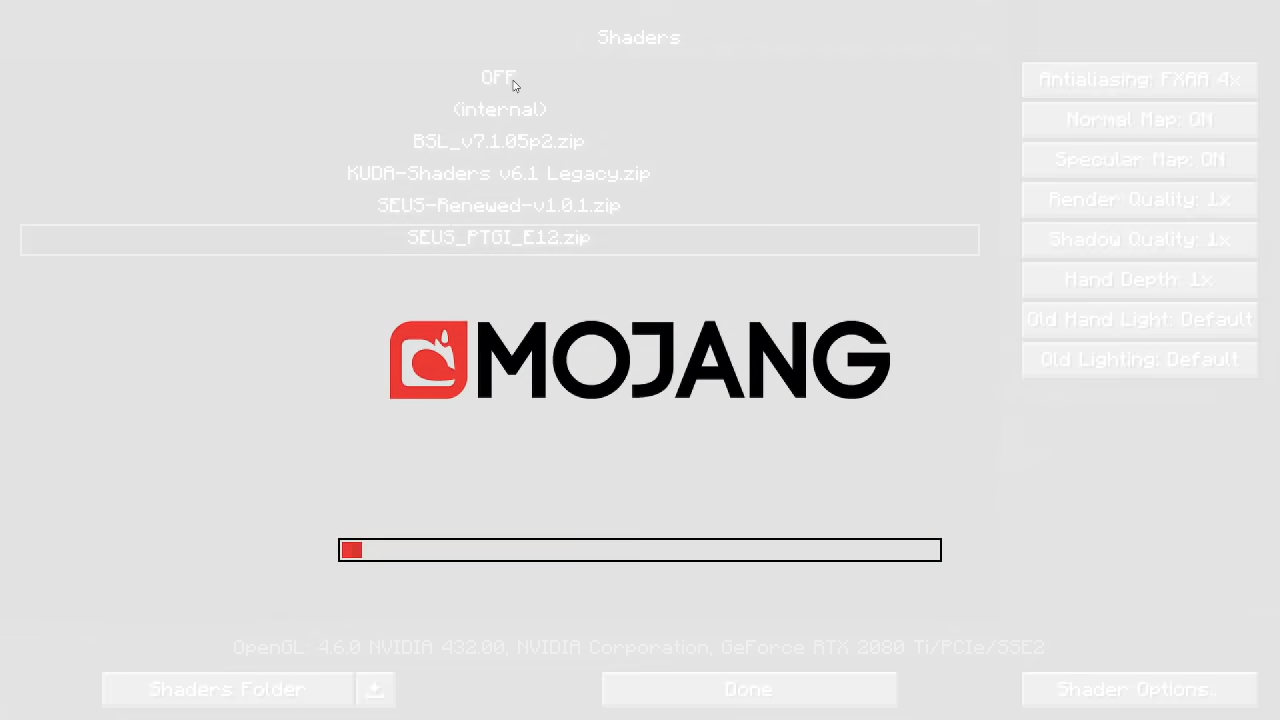 Shaders
OFF
(internal)
BSL_v7.1.05p2.zip
KUDA-Shaders v6.1 Legacy.zip
SEUS-Renewed-v1.0.1.zip
SEUS_PTGI_E12.zip
Antialiasing: FXAA 4x
Normal Map: ON
Specular Map: ON
Render Quality: 1x
Shadow Quality: 1x
Hand Depth: 1x
Old Hand Light: Default
Old Lighting: Default
MOJANG
OpenGL: 4.6.0 NVIDIA 432.00, NVIDIA Corporation, GeForce RTX 2080 Ti/PCIe/SSE2
Shaders Folder
Done
Shader Options...